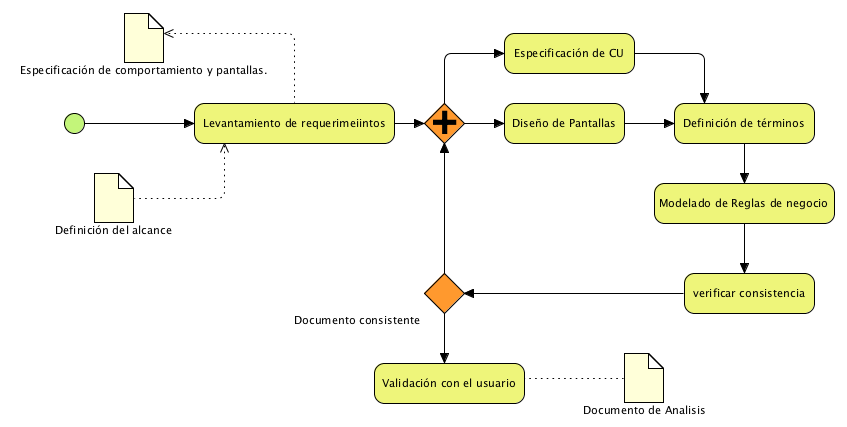 Especificación de CU
Especificación de comportamiento y pantallas.
Levantamiento de requerimeiintos
Diseño de Pantallas
Definición de términos
Modelado de Reglas de negocio
Definición del alcance
verificar consistencia
Documento consistente
Validación con el usuario
Documento de Analisis